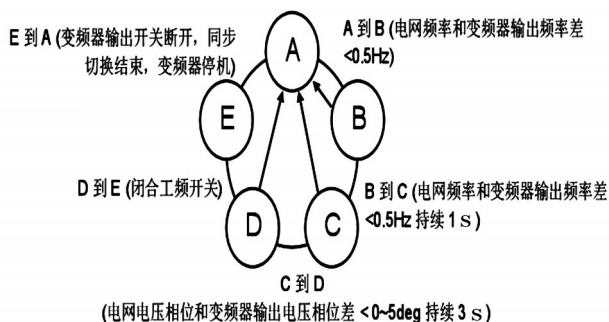 E 到 A (变频器输出开关断开，同步
切换结束，变频器停机)
A 到 B (电网频率和变频器输出频率差
<0.5Hz)
A
E
B
D 到 E (闭合工频开关)
B 到 C (电网频率和变频器输出频率差
<0.5Hz 持续 1 s)
D
C
C 到 D
(电网电压相位和变频器输出电压相位差 <0~5deg 持续 3 s)